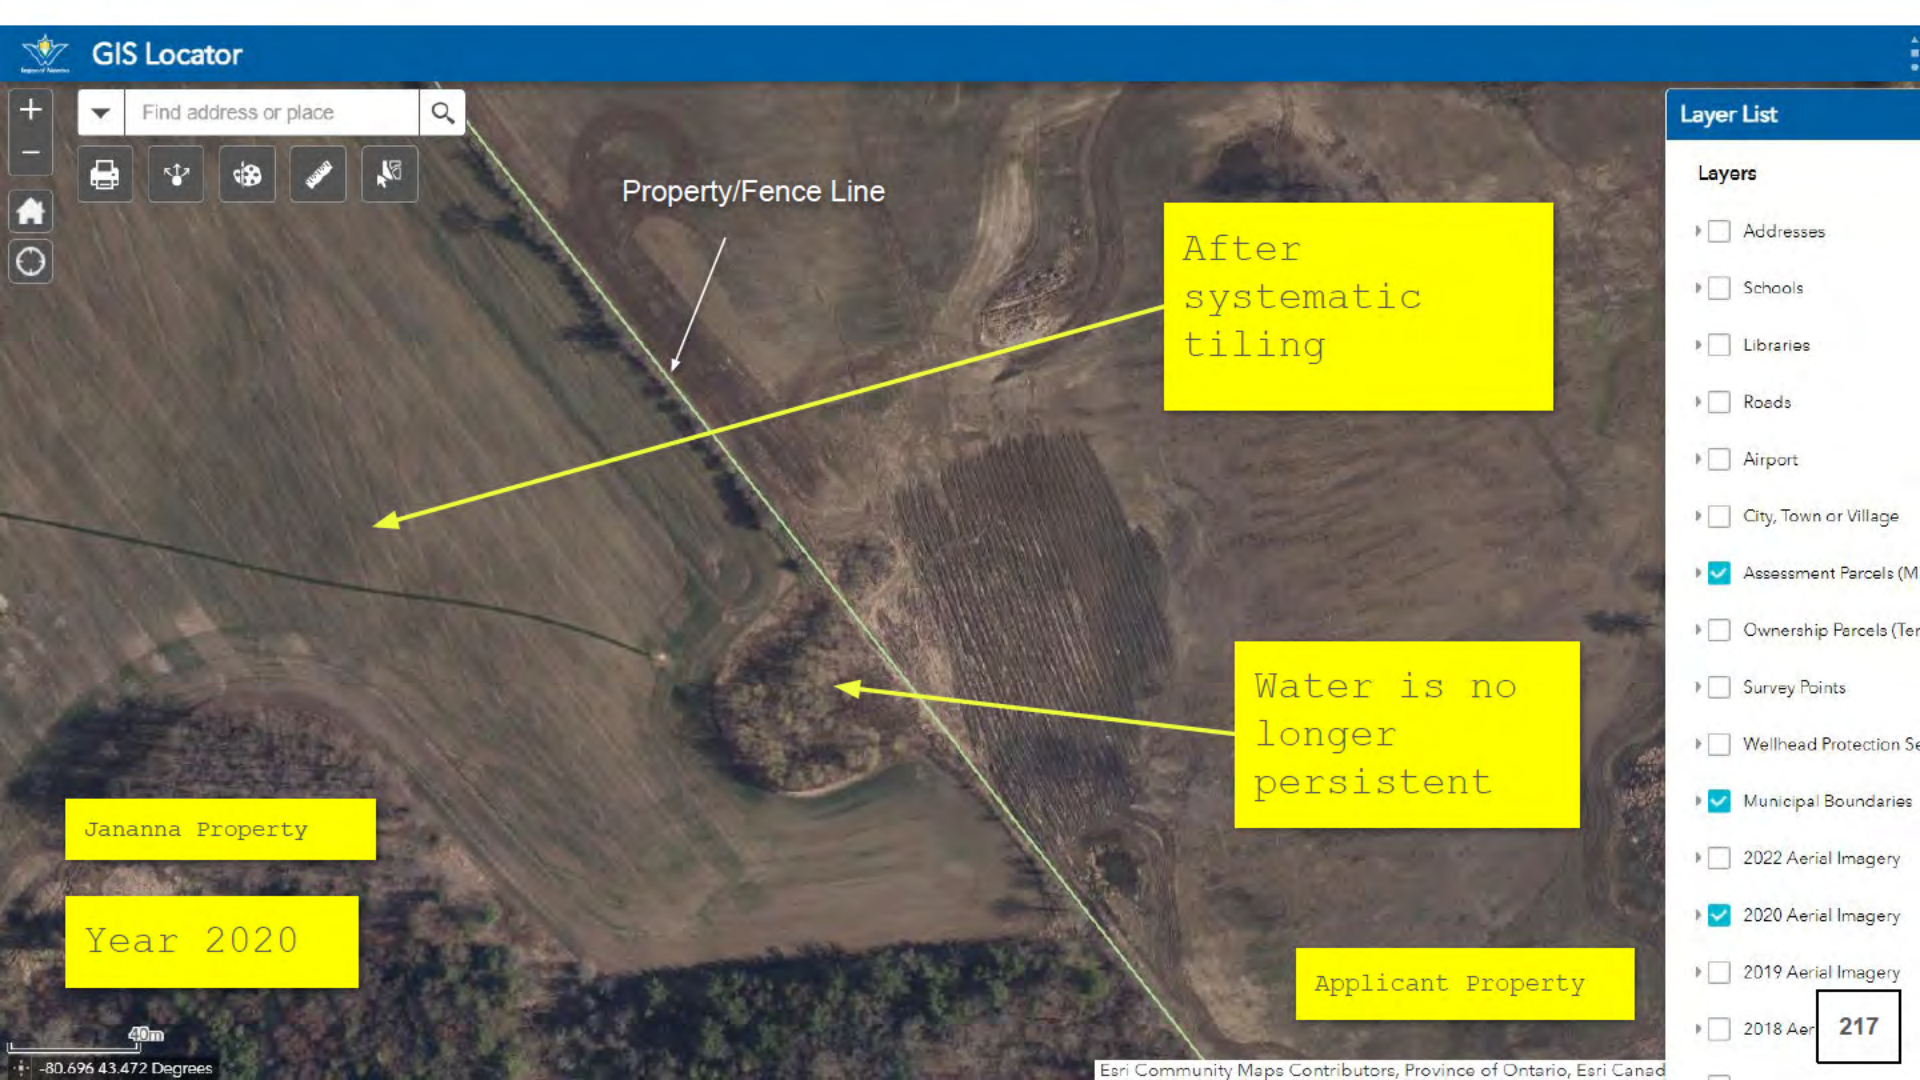 GIS Locator
Region of Waterloo
+
Find address or place
−
Property/Fence Line
After
systematic
tiling
Water is no
longer
persistent
Jananna Property
Year 2020
Applicant Property
40m
-80.696 43.472 Degrees
Esri Community Maps Contributors, Province of Ontario, Esri Canad
Layer List
Layers
Addresses
Schools
Libraries
Roads
Airport
City, Town or Village
Assessment Parcels (M
Ownership Parcels (Ter
Survey Points
Wellhead Protection Se
Municipal Boundaries
2022 Aerial Imagery
2020 Aerial Imagery
2019 Aerial Imagery
2018 Aer
217